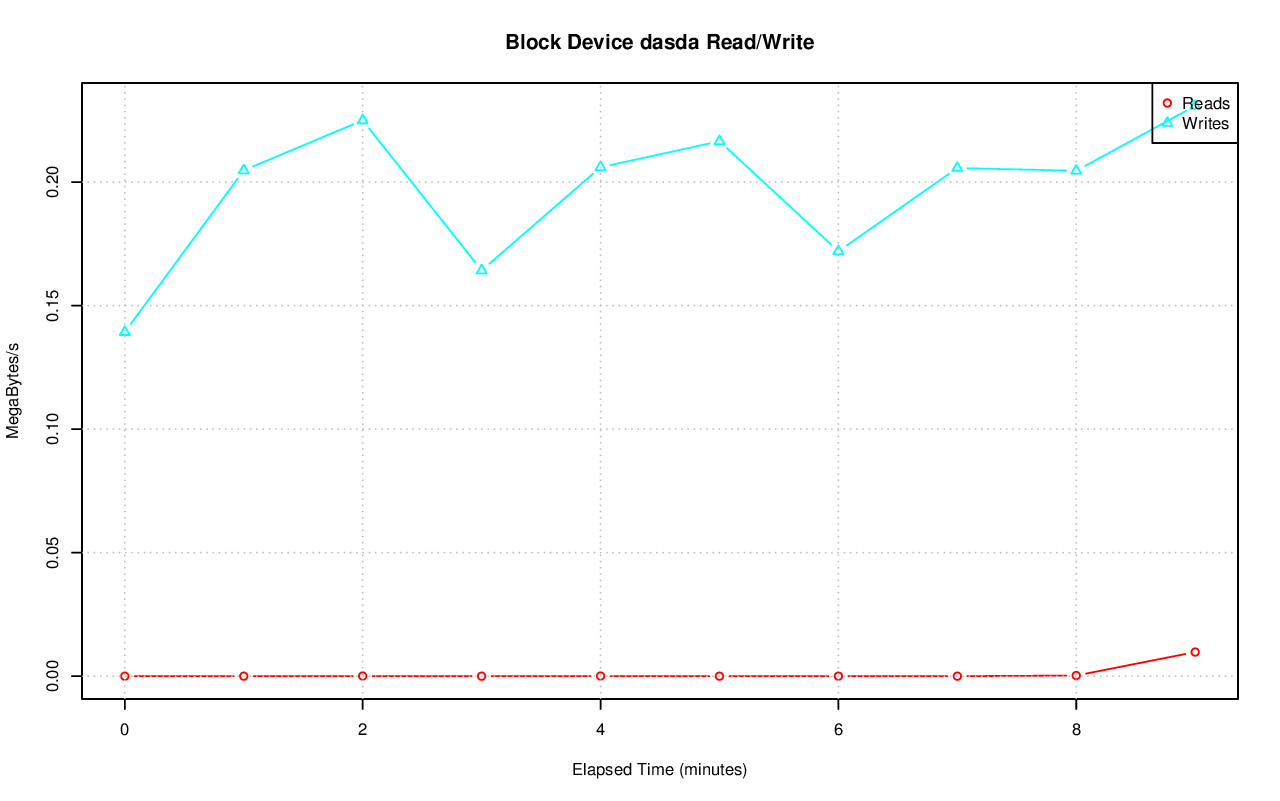 Block Device dasda Read/Write
Reads
Writes
MegaBytes/s
0.20
0.15
0.10
0.05
0.00
0 2 4 6 8
Elapsed Time (minutes)